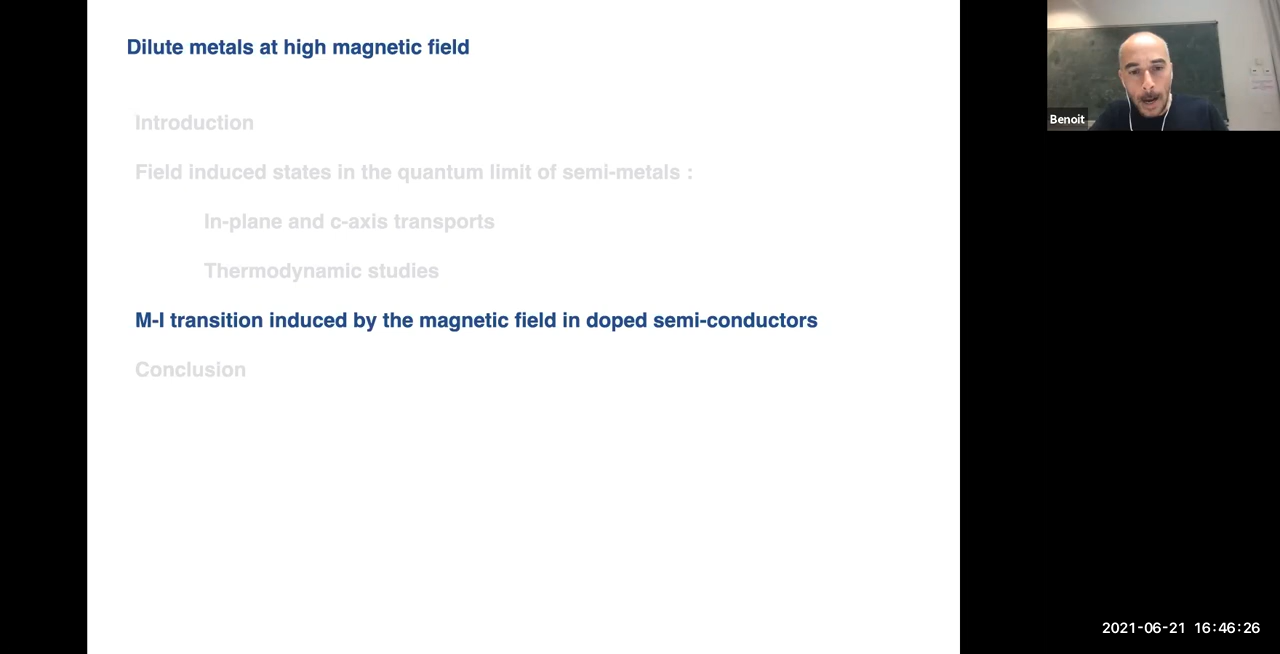 Dilute metals at high magnetic field
Introduction
Field induced states in the quantum limit of semi-metals :
In-plane and c-axis transports
Thermodynamic studies
M-I transition induced by the magnetic field in doped semi-conductors
Conclusion
Benoit
2021-06-21 16:46:26